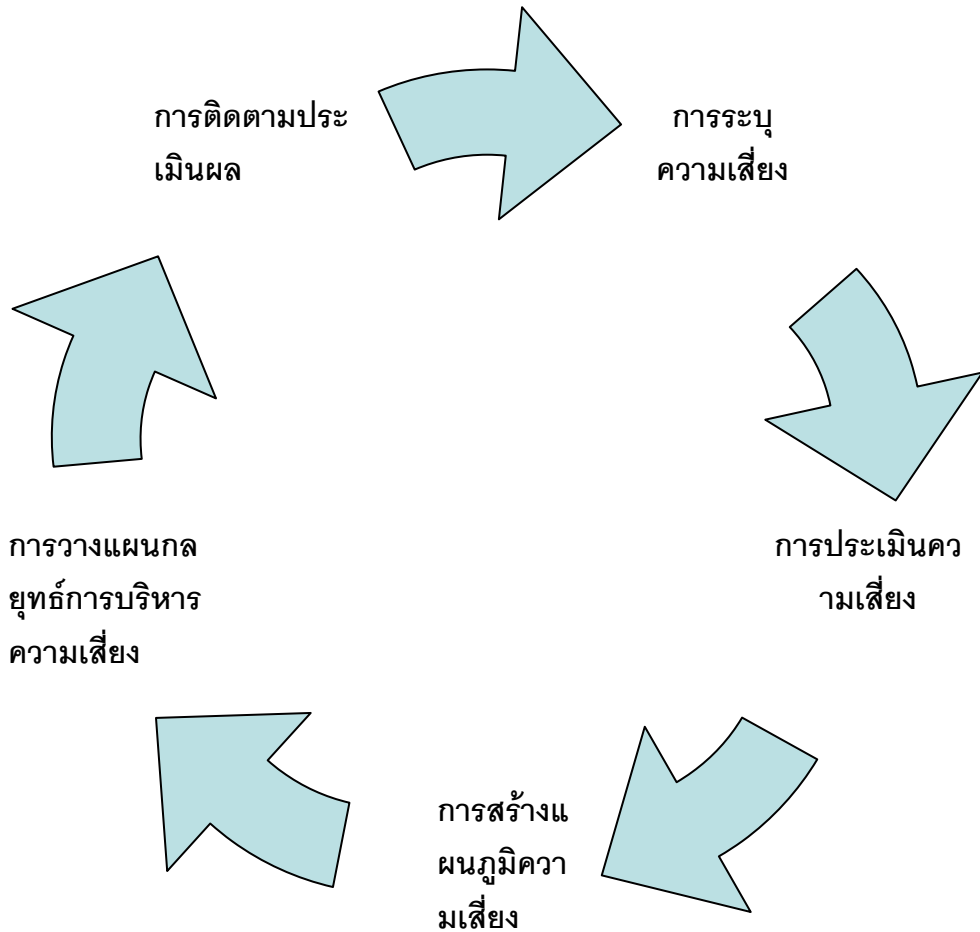 การติดตามประ
เมินผล
การระบุ
ความเสี่ยง
การประเมินคว
ามเสี่ยง
การสร้างแ
ผนภูมิควา
มเสี่ยง
การวางแผนกล
ยุทธ์การบริหาร
ความเสี่ยง